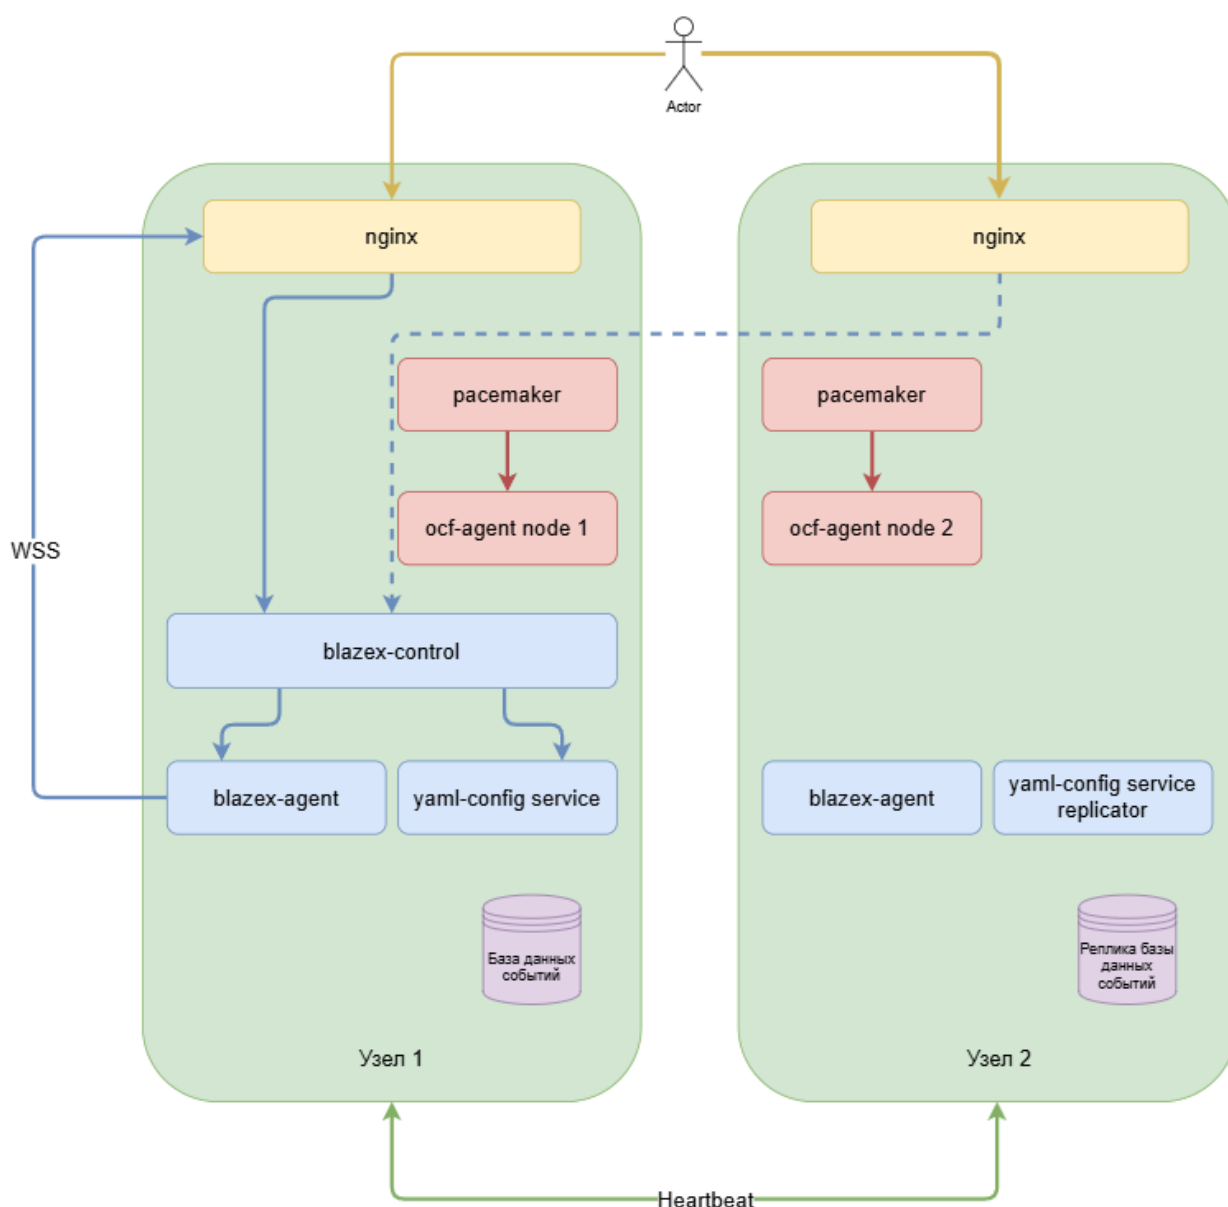 Actor
nginx
nginx
pacemaker
pacemaker
ocf-agent node 1
ocf-agent node 2
WSS
blazex-control
blazex-agent
yaml-config service
blazex-agent
yaml-config service
replicator
База данных
событий
Реплика базы
данных
событий
Узел 1
Узел 2
Heartbeat